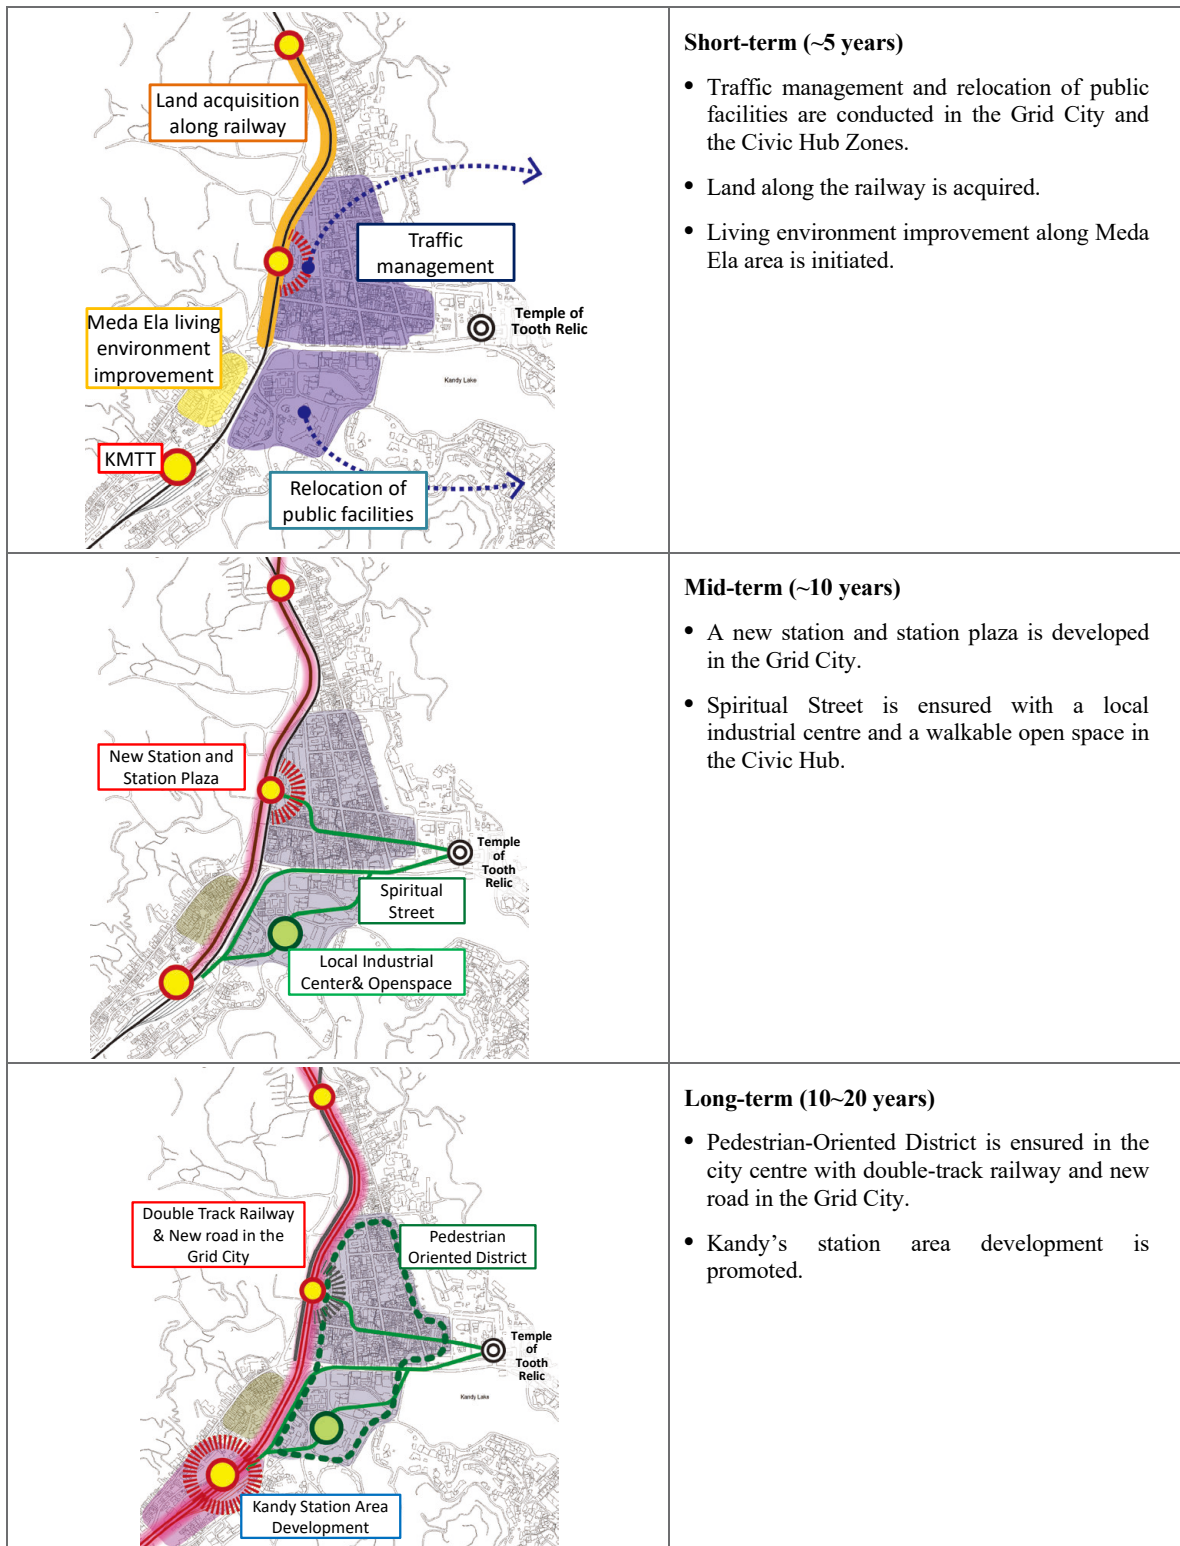 Land acquisition
along railway
Traffic
management
Temple of
Tooth Relic
Meda Ela living
environment
improvement
Kandy Lake
KMTT
Relocation of
public facilities
Short-term (~5 years)
• Traffic management and relocation of public
facilities are conducted in the Grid City and
the Civic Hub Zones.
• Land along the railway is acquired.
• Living environment improvement along Meda
Ela area is initiated.
New Station and
Station Plaza
Temple
of
Tooth
Relic
Spiritual
Street
Local Industrial
Center& Openspace
Mid-term (~10 years)
• A new station and station plaza is developed
in the Grid City.
• Spiritual Street is ensured with a local
industrial centre and a walkable open space in
the Civic Hub.
Double Track Railway
& New road in the
Grid City
Pedestrian
Oriented District
Temple
of
Tooth
Relic
Kandy Lake
Kandy Station Area
Development
Long-term (10~20 years)
• Pedestrian-Oriented District is ensured in the
city centre with double-track railway and new
road in the Grid City.
• Kandy’s station area development is
promoted.